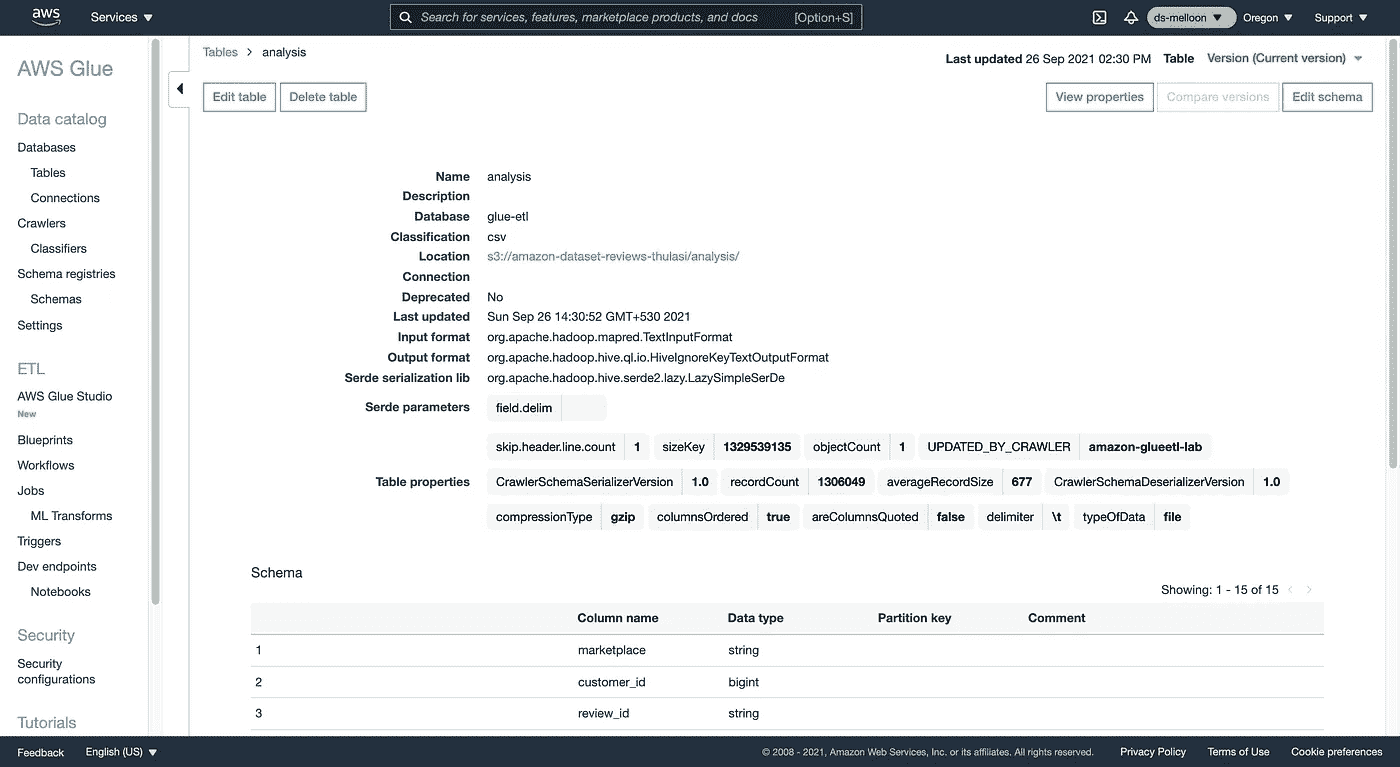 aws Services ▼ Search for services, features, marketplace products, and docs [Option+S] ds-melloon ▼ Oregon ▼ Support ▼
AWS Glue
Data catalog
Databases
Tables
Connections
Crawlers
Classifiers
Schema registries
Schemas
Settings
ETL
AWS Glue Studio
New
Blueprints
Workflows
Jobs
ML Transforms
Triggers
Dev endpoints
Notebooks
Security
Security
configurations
Tutorials
Tables > analysis
Last updated 26 Sep 2021 02:30 PM Table Version (Current version)
Edit table Delete table View properties Compare versions Edit schema
Name analysis
Description
Database glue-etl
Classification csv
Location s3://amazon-dataset-reviews-thulasi/analysis/
Connection
Deprecated No
Last updated Sun Sep 26 14:30:52 GMT+530 2021
Input format org.apache.hadoop.mapred.TextInputFormat
Output format org.apache.hadoop.hive.ql.io.HiveIgnoreKeyTextOutputFormat
Serde serialization lib org.apache.hadoop.hive.serde2.lazy.LazySimpleSerDe
Serde parameters field.delim
skip.header.line.count 1 sizeKey 1329539135 objectCount 1 UPDATED_BY_CRAWLER amazon-glueetl-lab
Table properties CrawlerSchemaSerializerVersion 1.0 recordCount 1306049 averageRecordSize 677 CrawlerSchemaDeserializerVersion 1.0
compressionType gzip columnsOrdered true areColumnsQuoted false delimiter \t typeOfData file
Schema
Showing: 1 - 15 of 15 < >
Column name Data type Partition key Comment
1 marketplace string
2 customer_id bigint
3 review_id string
Feedback English (US) ▼ © 2008 - 2021, Amazon Web Services, Inc. or its affiliates. All rights reserved. Privacy Policy Terms of Use Cookie preferences